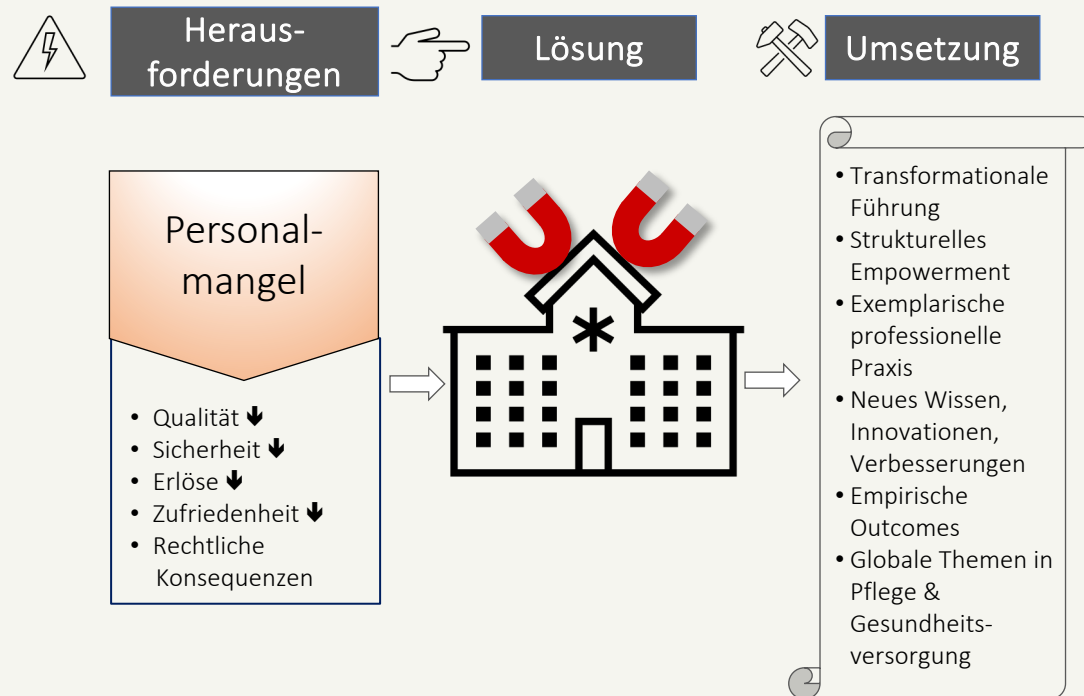 Heraus-
forderungen
Lösung
Umsetzung
Personal-
mangel
• Qualität 🡻
• Sicherheit 🡻
• Erlöse 🡻
• Zufriedenheit 🡻
• Rechtliche
Konsequenzen
• Transformationale
Führung
• Strukturelles
Empowerment
• Exemplarische
professionelle
Praxis
• Neues Wissen,
Innovationen,
Verbesserungen
• Empirische
Outcomes
• Globale Themen in
Pflege &
Gesundheits-
versorgung